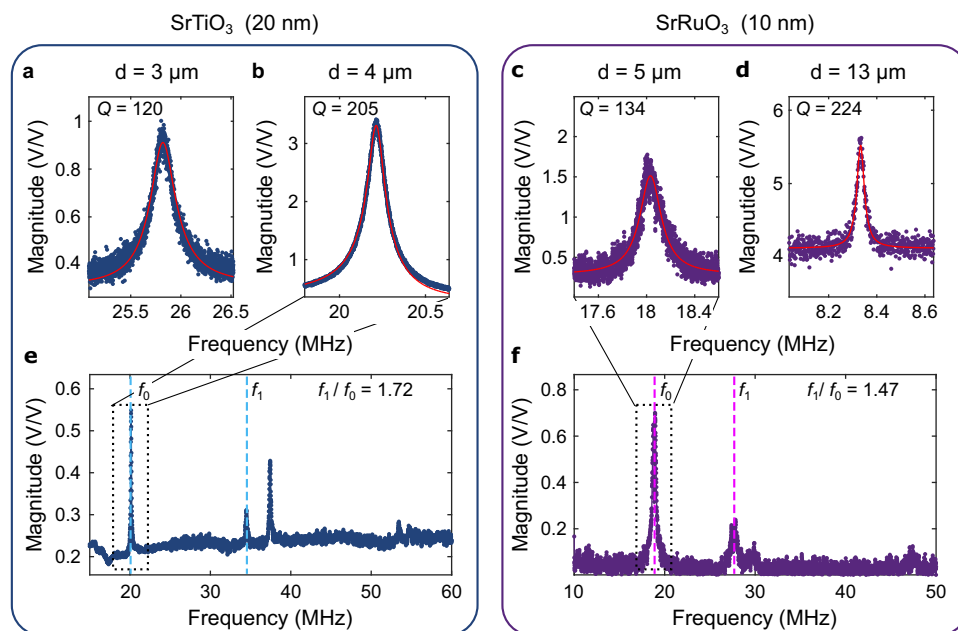 SrTiO3 (20 nm)
SrRuO3 (10 nm)
a
d = 3 μm
b
d = 4 μm
c
d = 5 μm
d
d = 13 μm
Q = 120
Q = 205
Q = 134
Q = 224
Magnitude (V/V)
1
0.8
0.6
0.4
25.5
26
26.5
Magnutide (V/V)
3
2
1
20
20.5
Frequency (MHz)
Magnitude (V/V)
2.5
1.5
0.5
17.6
18
18.4
Magnitude (V/V)
6
5
4
8.2
8.4
8.6
Frequency (MHz)
e
f0
f1
f1 / f0 = 1.72
Magnitude (V/V)
0.6
0.5
0.4
0.3
0.2
20
30
40
50
60
Frequency (MHz)
f
f0
f1
f1 / f0 = 1.47
Magnitude (V/V)
0.8
0.6
0.4
0.2
10
20
30
40
50
Frequency (MHz)